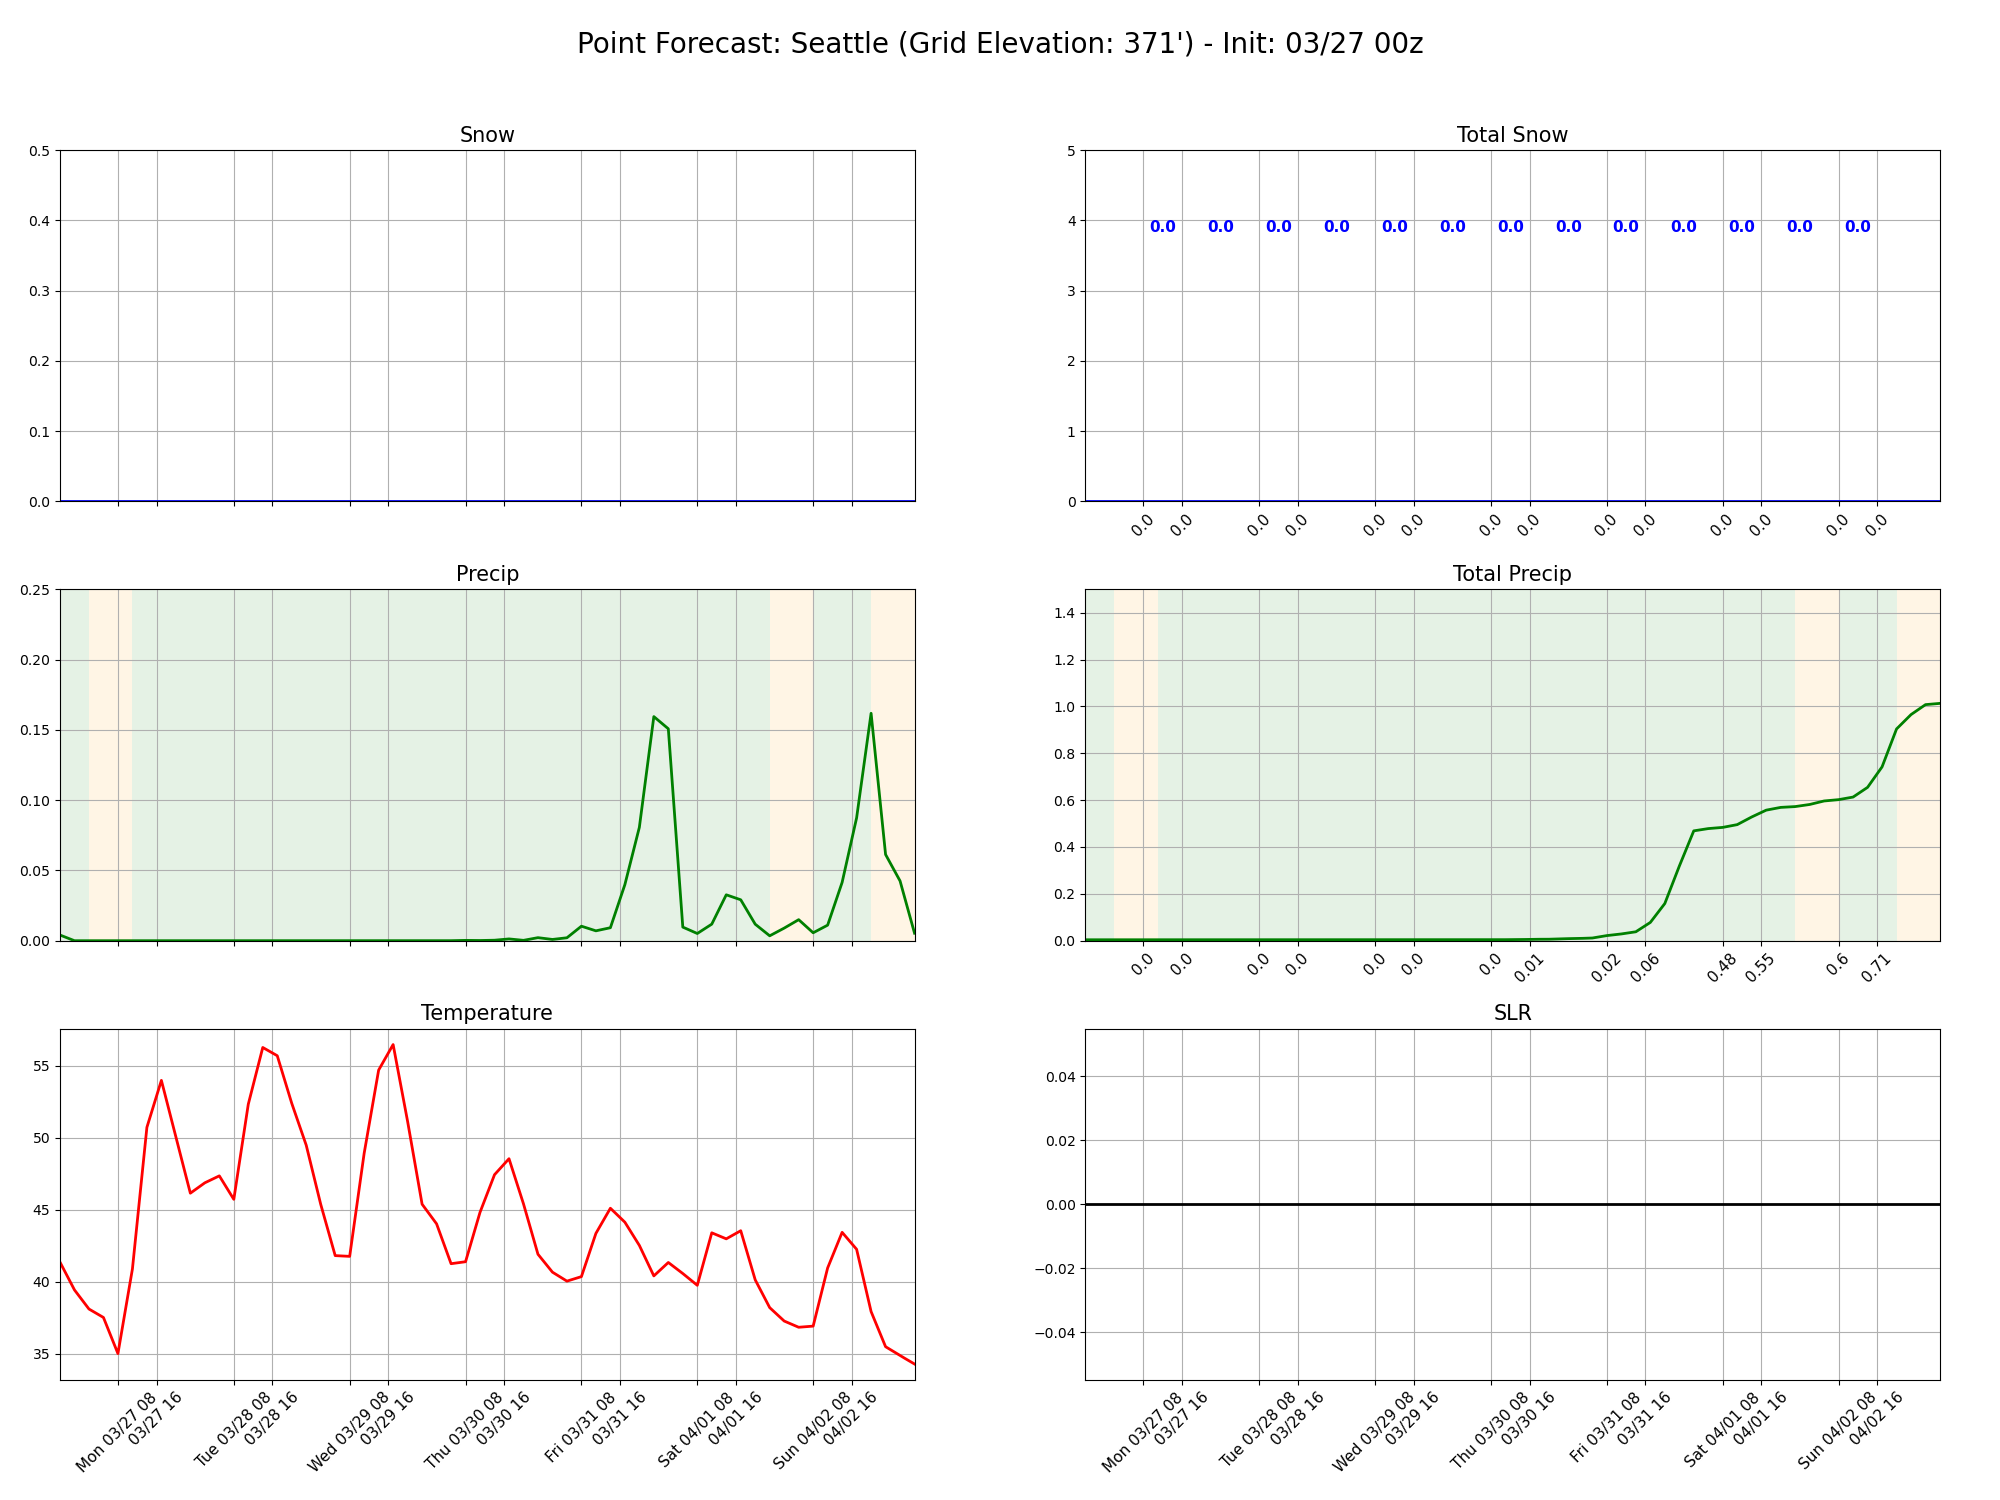 Point Forecast: Seattle (Grid Elevation: 371') - Init: 03/27 00z
Snow
0.5
0.4
0.3
0.2
0.1
0.0
Total Snow
5
4
3
2
1
0
0.0 0.0 0.0 0.0 0.0 0.0 0.0 0.0 0.0 0.0 0.0 0.0 0.0
0.0 0.0 0.0 0.0 0.0 0.0 0.0 0.0 0.0 0.0 0.0 0.0 0.0 0.0
Precip
0.25
0.20
0.15
0.10
0.05
0.00
Total Precip
1.4
1.2
1.0
0.8
0.6
0.4
0.2
0.0
0.0 0.0 0.0 0.0 0.0 0.0 0.0 0.01 0.02 0.06 0.48 0.55 0.6 0.71
Temperature
55
50
45
40
35
Mon 03/27 08
03/27 16
Tue 03/28 08
03/28 16
Wed 03/29 08
03/29 16
Thu 03/30 08
03/30 16
Fri 03/31 08
03/31 16
Sat 04/01 08
04/01 16
Sun 04/02 08
04/02 16
SLR
0.04
0.02
0.00
−0.02
−0.04
Mon 03/27 08
03/27 16
Tue 03/28 08
03/28 16
Wed 03/29 08
03/29 16
Thu 03/30 08
03/30 16
Fri 03/31 08
03/31 16
Sat 04/01 08
04/01 16
Sun 04/02 08
04/02 16